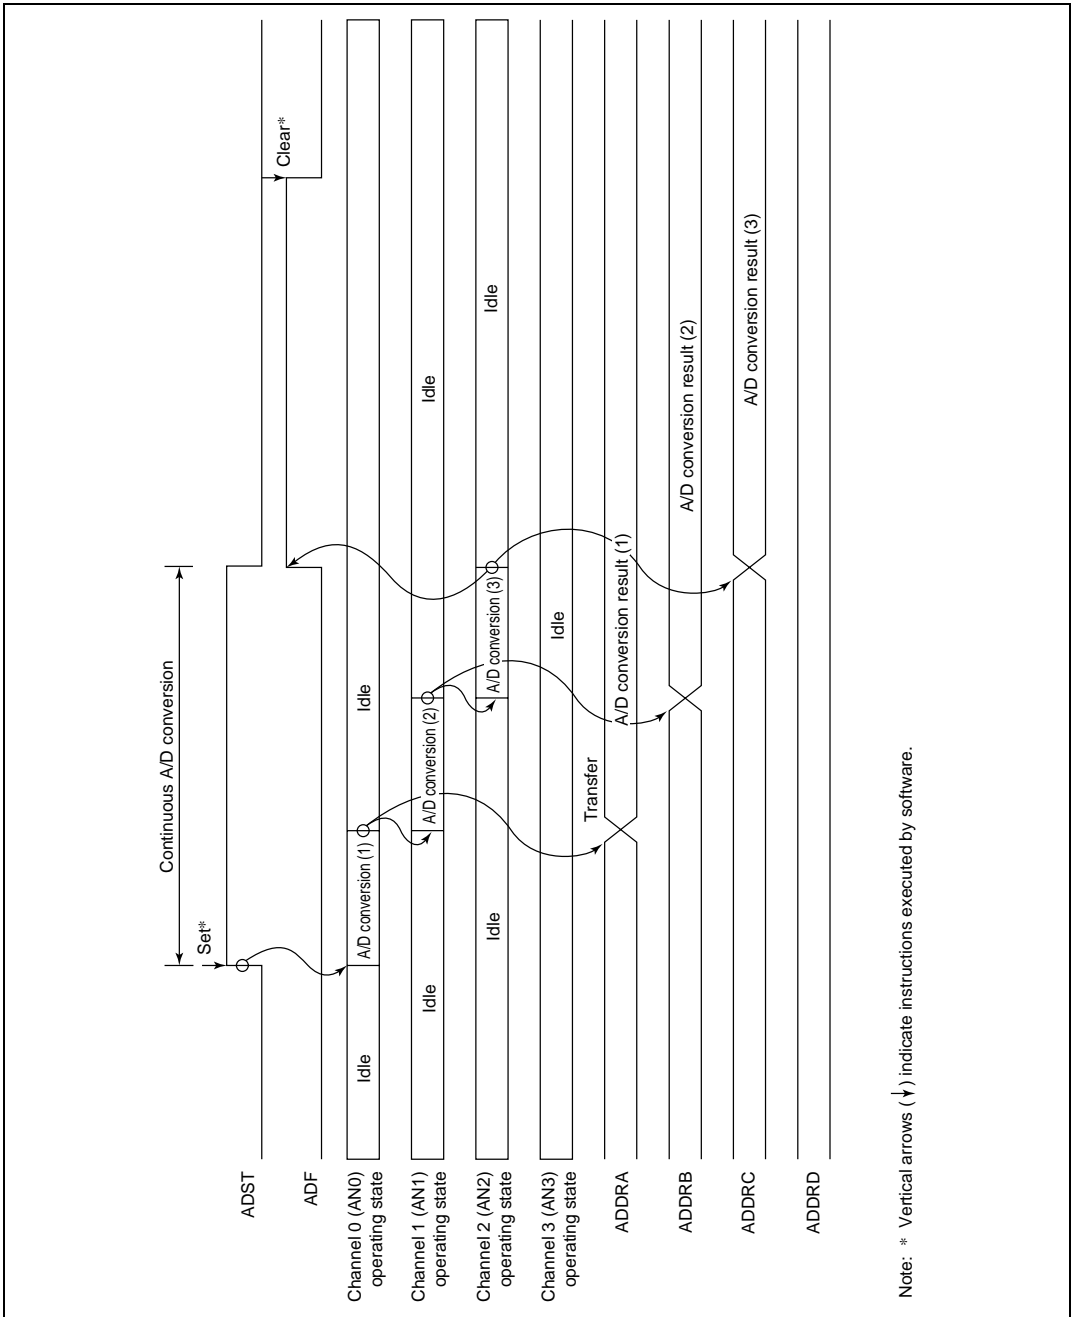 Continuous A/D conversion
Set*
Clear*
ADST
ADF
Channel 0 (AN0)
operating state
Idle
A/D conversion (1)
Idle
Channel 1 (AN1)
operating state
Idle
A/D conversion (2)
Idle
Channel 2 (AN2)
operating state
Idle
A/D conversion (3)
Idle
Channel 3 (AN3)
operating state
Idle
Transfer
ADDRA
A/D conversion result (1)
ADDRB
A/D conversion result (2)
ADDRC
A/D conversion result (3)
ADDRD
Note: * Vertical arrows (↓) indicate instructions executed by software.